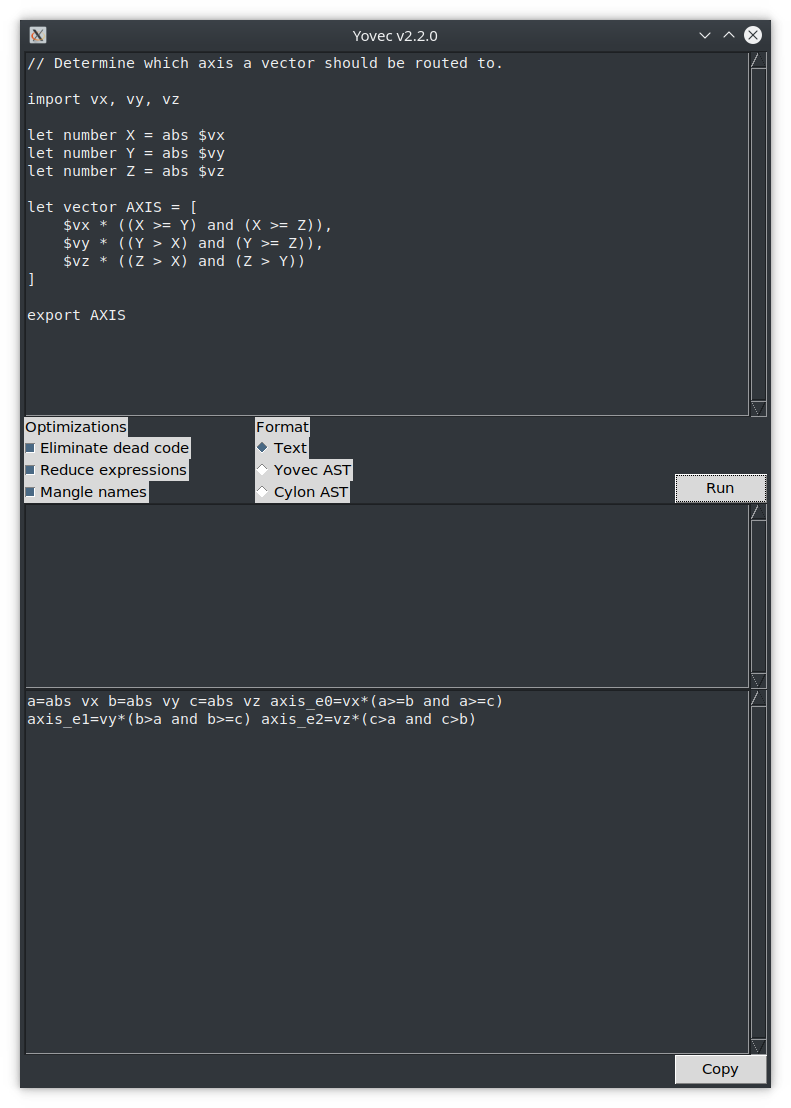 Yovec v2.2.0
// Determine which axis a vector should be routed to.
import vx, vy, vz
let number X = abs $vx
let number Y = abs $vy
let number Z = abs $vz
let vector AXIS = [
    $vx * ((X >= Y) and (X >= Z)),
    $vy * ((Y > X) and (Y >= Z)),
    $vz * ((Z > X) and (Z > Y))
]
export AXIS
Optimizations
Eliminate dead code
Reduce expressions
Mangle names
Format
Text
Yovec AST
Cylon AST
Run
a=abs vx b=abs vy c=abs vz axis_e0=vx*(a>=b and a>=c)
axis_e1=vy*(b>a and b>=c) axis_e2=vz*(c>a and c>b)
Copy